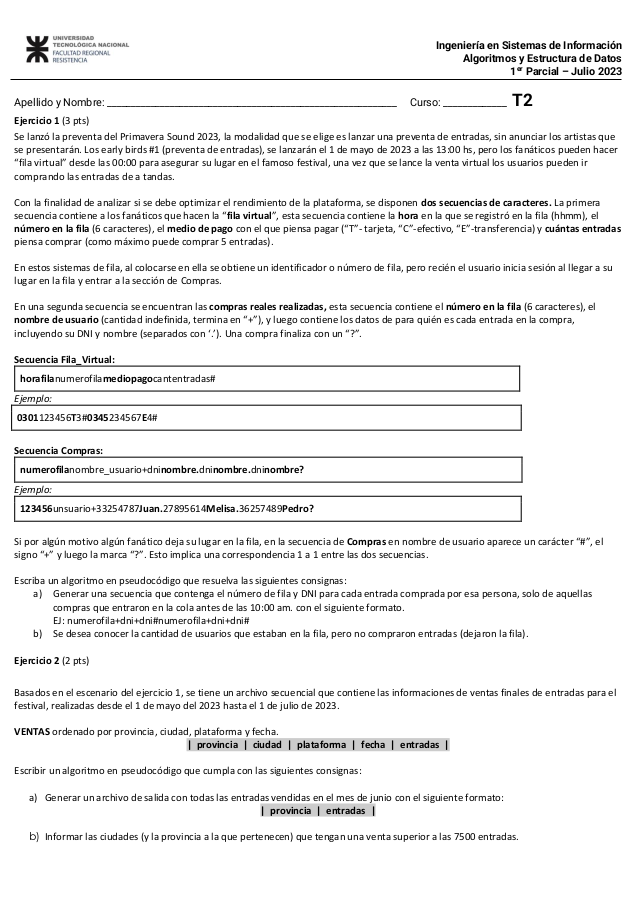 UNIVERSIDAD
TECNOLÓGICA NACIONAL
FACULTAD REGIONAL
RESISTENCIA
Ingeniería en Sistemas de Información
Algoritmos y Estructura de Datos
1er Parcial – Julio 2023
Apellido y Nombre: ______________________ Curso: ____________ T2
Ejercicio 1 (3 pts)
Se lanzó la preventa del Primavera Sound 2023, la modalidad que se elige es lanzar una preventa de entradas, sin anunciar los artistas que
se presentarán. Los early birds #1 (preventa de entradas), se lanzarán el 1 de mayo de 2023 a las 13:00 hs, pero los fanáticos pueden hacer
"fila virtual" desde las 00:00 para asegurar su lugar en el famoso festival, una vez que se lance la venta virtual los usuarios pueden ir
comprando las entradas de a tandas.
Con la finalidad de analizar si se debe optimizar el rendimiento de la plataforma, se disponen dos secuencias de caracteres. La primera
secuencia contiene a los fanáticos que hacen la "fila virtual", esta secuencia contiene la hora en la que se registró en la fila (hhmm), el
número en la fila (6 caracteres), el medio de pago con el que piensa pagar ("T"- tarjeta, "C"-efectivo, "E"-transferencia) y cuántas entradas
piensa comprar (como máximo puede comprar 5 entradas).
En estos sistemas de fila, al colocarse en ella se obtiene un identificador o número de fila, pero recién el usuario inicia sesión al llegar a su
lugar en la fila y entrar a la sección de Compras.
En una segunda secuencia se encuentran las compras reales realizadas, esta secuencia contiene el número en la fila (6 caracteres), el
nombre de usuario (cantidad indefinida, termina en "+"), y luego contiene los datos de para quién es cada entrada en la compra,
incluyendo su DNI y nombre (separados con '.'). Una compra finaliza con un "?".
Secuencia Fila_Virtual:
horafilanumerofilamediopagocantentradas#
Ejemplo:
0301123456T3#0345234567E4#
Secuencia Compras:
numerofilanombre_usuario+dninombre.dninombre.dninombre?
Ejemplo:
123456unsuario+33254787Juan.27895614Melisa.36257489Pedro?
Si por algún motivo algún fanático deja su lugar en la fila, en la secuencia de Compras en nombre de usuario aparece un carácter "#", el
signo "+" y luego la marca "?". Esto implica una correspondencia 1 a 1 entre las dos secuencias.
Escriba un algoritmo en pseudocódigo que resuelva las siguientes consignas:
a) Generar una secuencia que contenga el número de fila y DNI para cada entrada comprada por esa persona, solo de aquellas
compras que entraron en la cola antes de las 10:00 am. con el siguiente formato.
EJ: numerofila+dni+dni#numerofila+dni+dni#
b) Se desea conocer la cantidad de usuarios que estaban en la fila, pero no compraron entradas (dejaron la fila).
Ejercicio 2 (2 pts)
Basados en el escenario del ejercicio 1, se tiene un archivo secuencial que contiene las informaciones de ventas finales de entradas para el
festival, realizadas desde el 1 de mayo del 2023 hasta el 1 de julio de 2023.
VENTAS ordenado por provincia, ciudad, plataforma y fecha.
| provincia | ciudad | plataforma | fecha | entradas |
Escribir un algoritmo en pseudocódigo que cumpla con las siguientes consignas:
a) Generar un archivo de salida con todas las entradas vendidas en el mes de junio con el siguiente formato:
| provincia | entradas |
b) Informar las ciudades (y la provincia a la que pertenecen) que tengan una venta superior a las 7500 entradas.